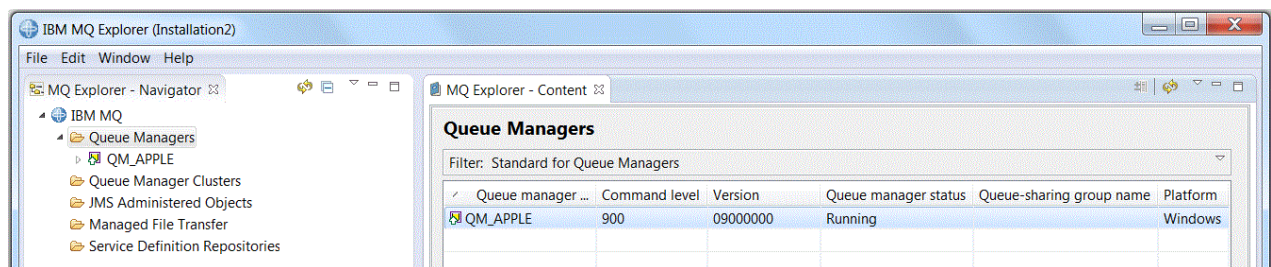 IBM MQ Explorer (Installation2)
File Edit Window Help
MQ Explorer - Navigator
IBM MQ
Queue Managers
QM_APPLE
Queue Manager Clusters
JMS Administered Objects
Managed File Transfer
Service Definition Repositories
MQ Explorer - Content
Queue Managers
Filter: Standard for Queue Managers
Queue manager ... Command level Version Queue manager status Queue-sharing group name Platform
QM_APPLE 900 09000000 Running Windows